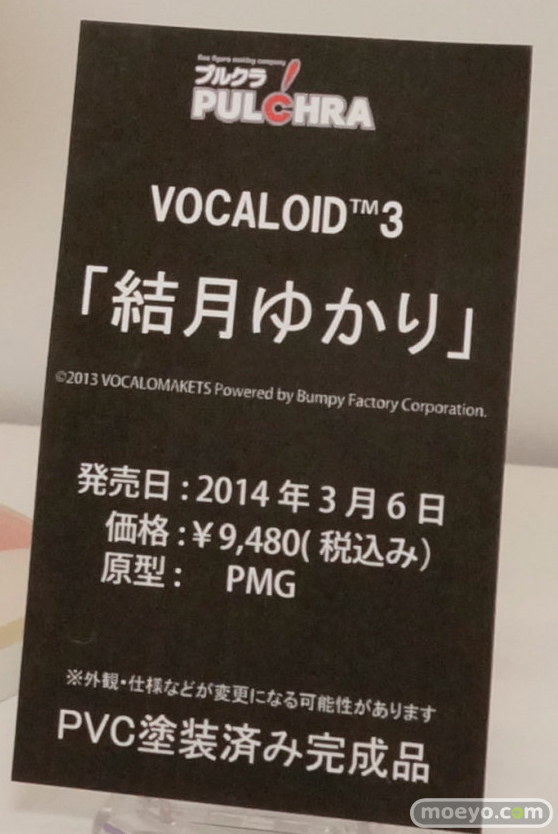 fine figure making company
プルクラ
PULCHRA
VOCALOID™3
「結月ゆかり」
©2013 VOCALOMAKETS Powered by Bumpy Factory Corporation.
発売日：2014年3月6日
価格：￥9,480(税込み)
原型： PMG
※外観・仕様などが変更になる可能性があります
PVC塗装済み完成品
moeyo.com